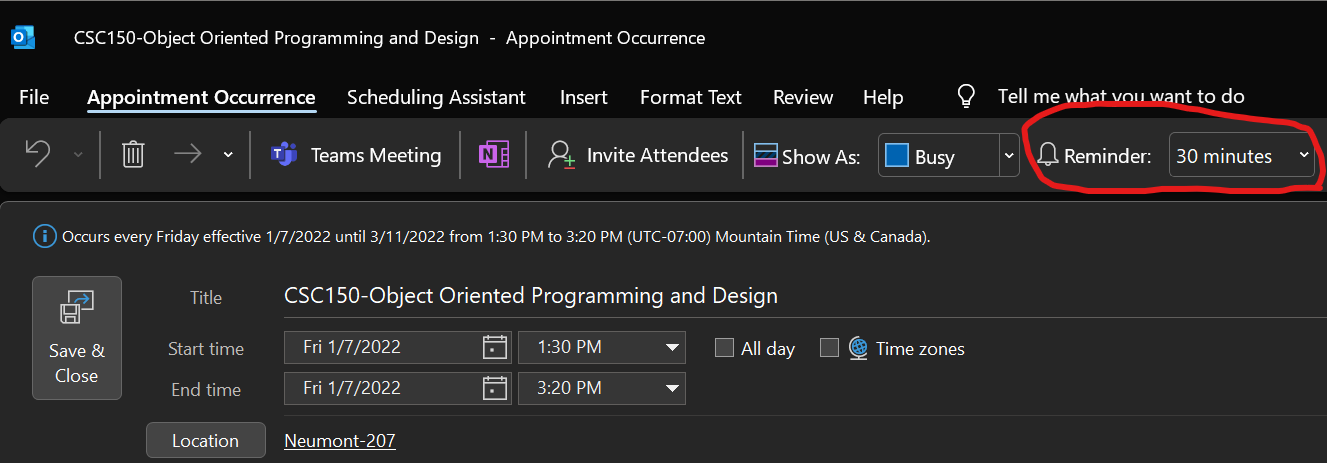 CSC150-Object Oriented Programming and Design - Appointment Occurrence
File Appointment Occurrence Scheduling Assistant Insert Format Text Review Help Tell me what you want to do
Teams Meeting Invite Attendees Show As: Busy Reminder: 30 minutes
Occurs every Friday effective 1/7/2022 until 3/11/2022 from 1:30 PM to 3:20 PM (UTC-07:00) Mountain Time (US & Canada).
Save & Close
Title CSC150-Object Oriented Programming and Design
Start time Fri 1/7/2022 1:30 PM All day Time zones
End time Fri 1/7/2022 3:20 PM
Location Neumont-207